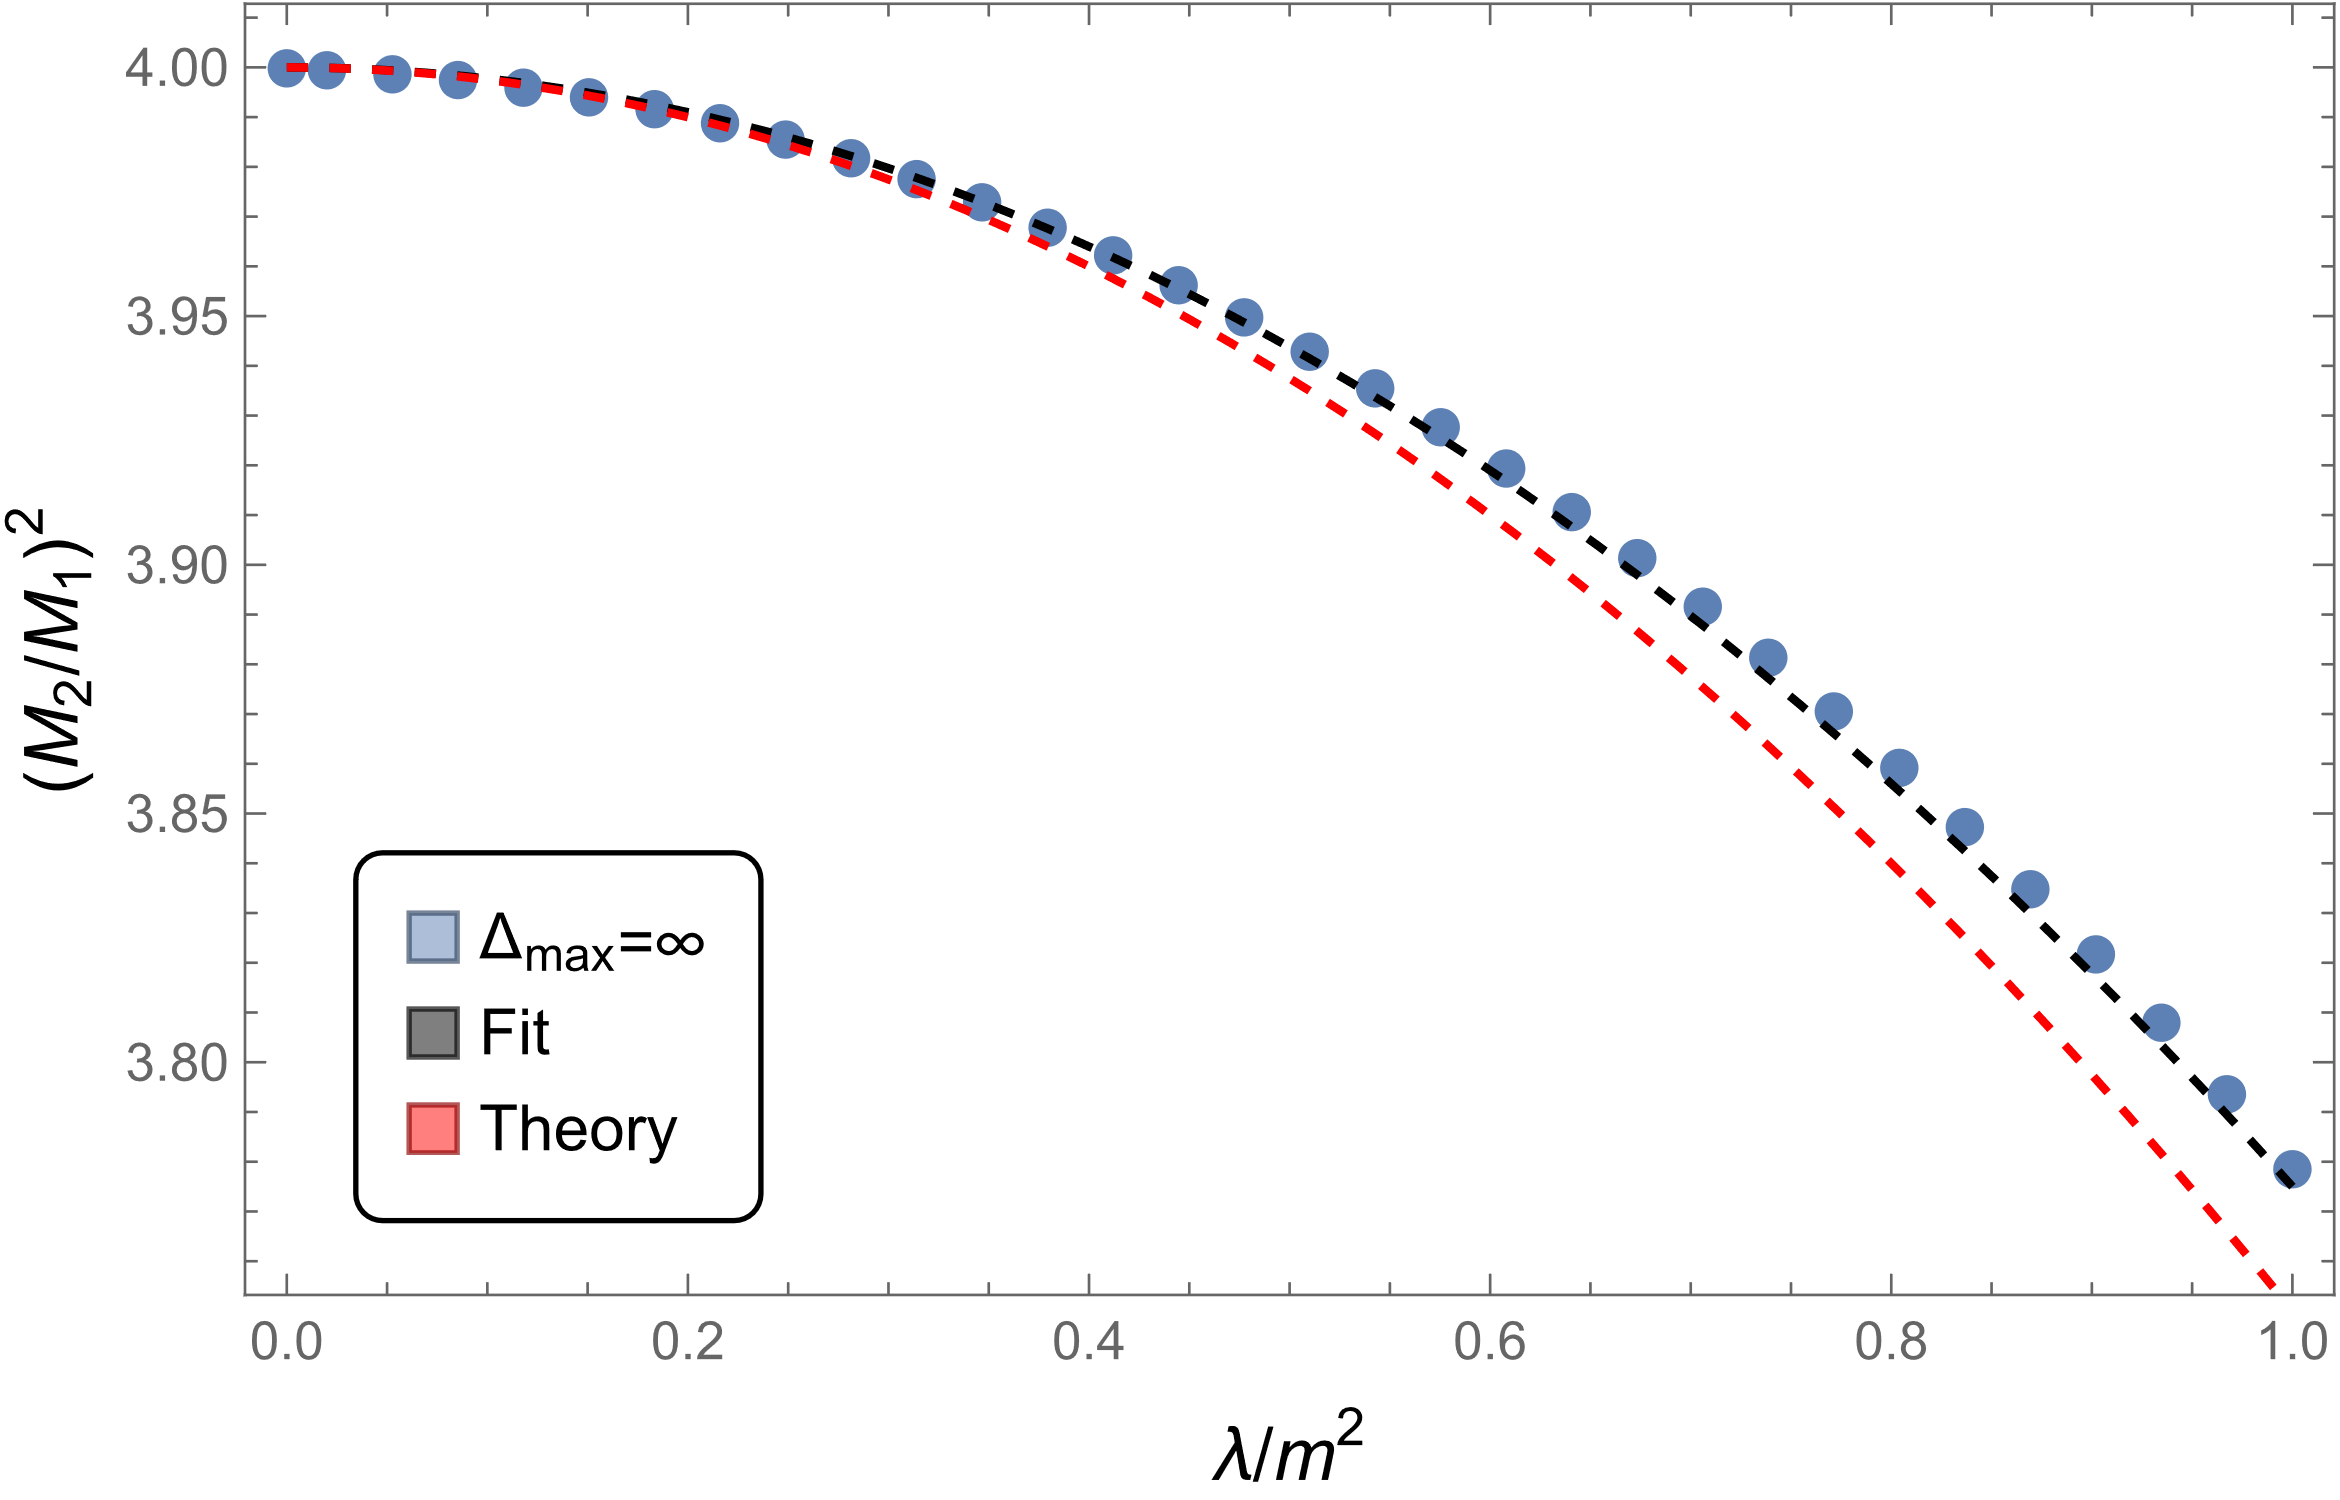 4.00
3.95
3.90
3.85
3.80
(M₂/M₁)²
Δmax=∞
Fit
Theory
0.0 0.2 0.4 0.6 0.8 1.0
λ/m²